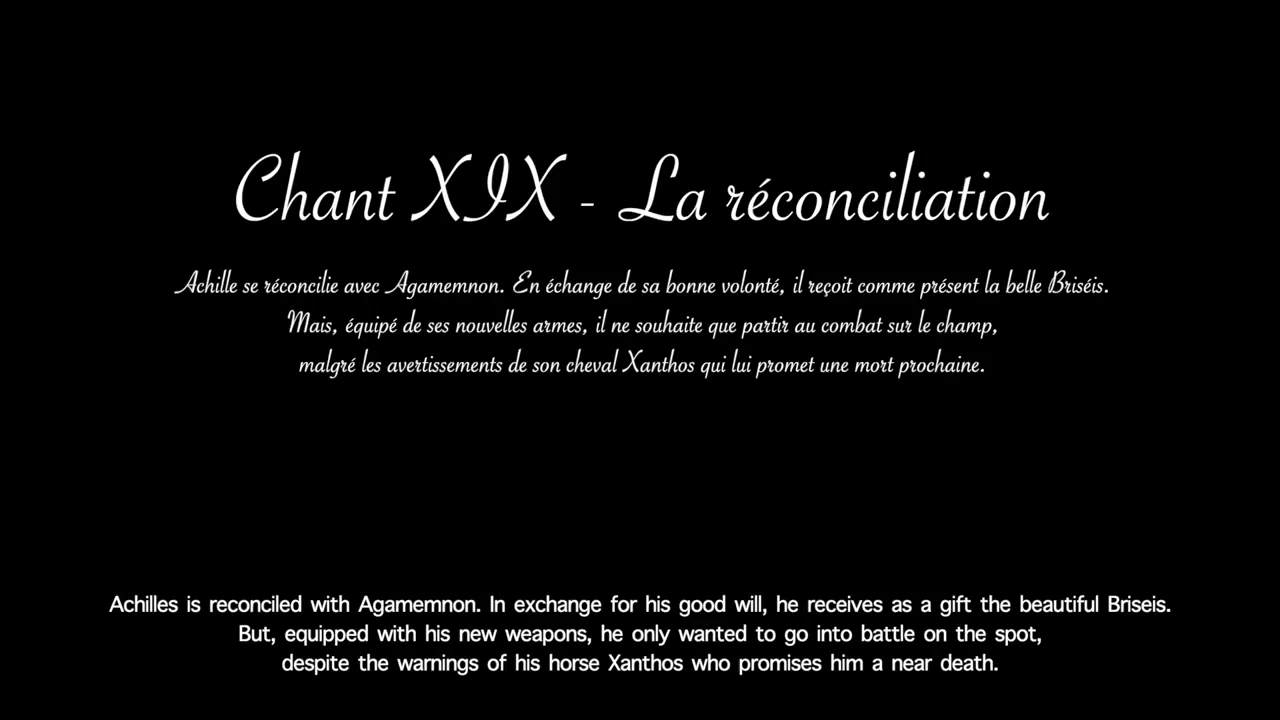 Chant XIX - La réconciliation
Achille se réconcilie avec Agamemnon. En échange de sa bonne volonté, il reçoit comme présent la belle Briséis.
Mais, équipé de ses nouvelles armes, il ne souhaite que partir au combat sur le champ,
malgré les avertissements de son cheval Xanthos qui lui promet une mort prochaine.
Achilles is reconciled with Agamemnon. In exchange for his good will, he receives as a gift the beautiful Briseis.
But, equipped with his new weapons, he only wanted to go into battle on the spot,
despite the warnings of his horse Xanthos who promises him a near death.